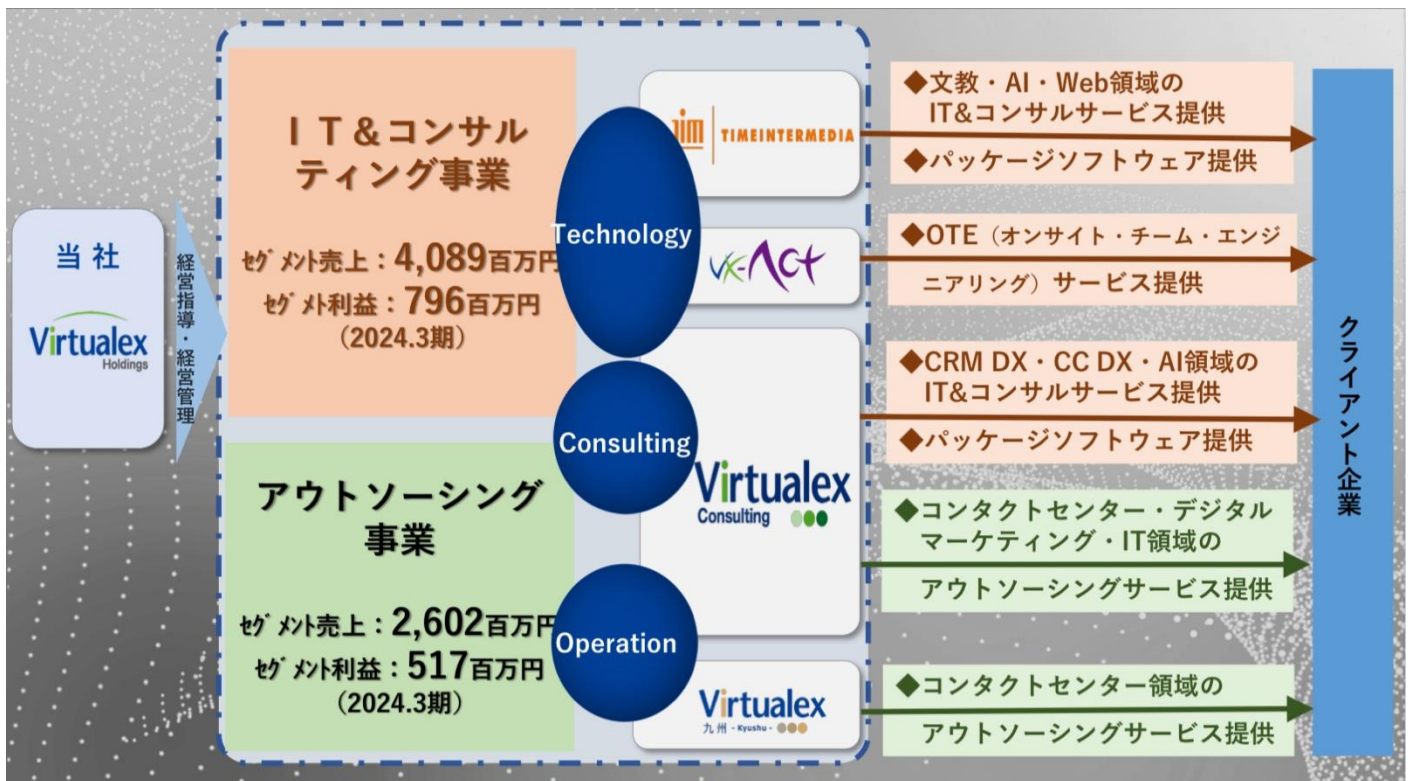 当 社
Virtualex
Holdings
経営指導・経営管理
ＩＴ＆コンサル
ティング事業
ｾｸﾞﾒﾝﾄ売上：4,089百万円
ｾｸﾞﾒﾄ利益：796百万円
(2024.3期)
アウトソーシング
事業
ｾｸﾞﾒﾝﾄ売上：2,602百万円
ｾｸﾞﾒﾝﾄ利益：517百万円
(2024.3期)
Technology
Consulting
Operation
TIMEINTERMEDIA
vx-Act
Virtualex
Consulting
Virtualex
九州 - Kyushu -
◆文教・AI・Web領域の
IT&コンサルサービス提供
◆パッケージソフトウェア提供
◆OTE（オンサイト・チーム・エンジ
ニアリング）サービス提供
◆CRM DX・CC DX・AI領域の
IT&コンサルサービス提供
◆パッケージソフトウェア提供
◆コンタクトセンター・デジタル
マーケティング・IT領域の
アウトソーシングサービス提供
◆コンタクトセンター領域の
アウトソーシングサービス提供
クライアント企業